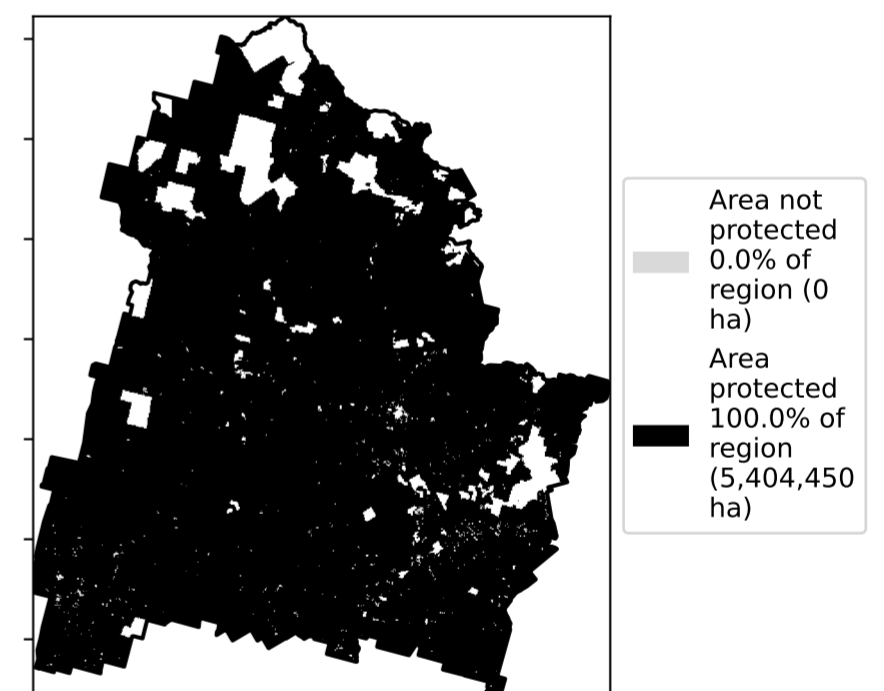 Area not
protected
0.0% of
region (0
ha)
Area
protected
100.0% of
region
(5,404,450
ha)